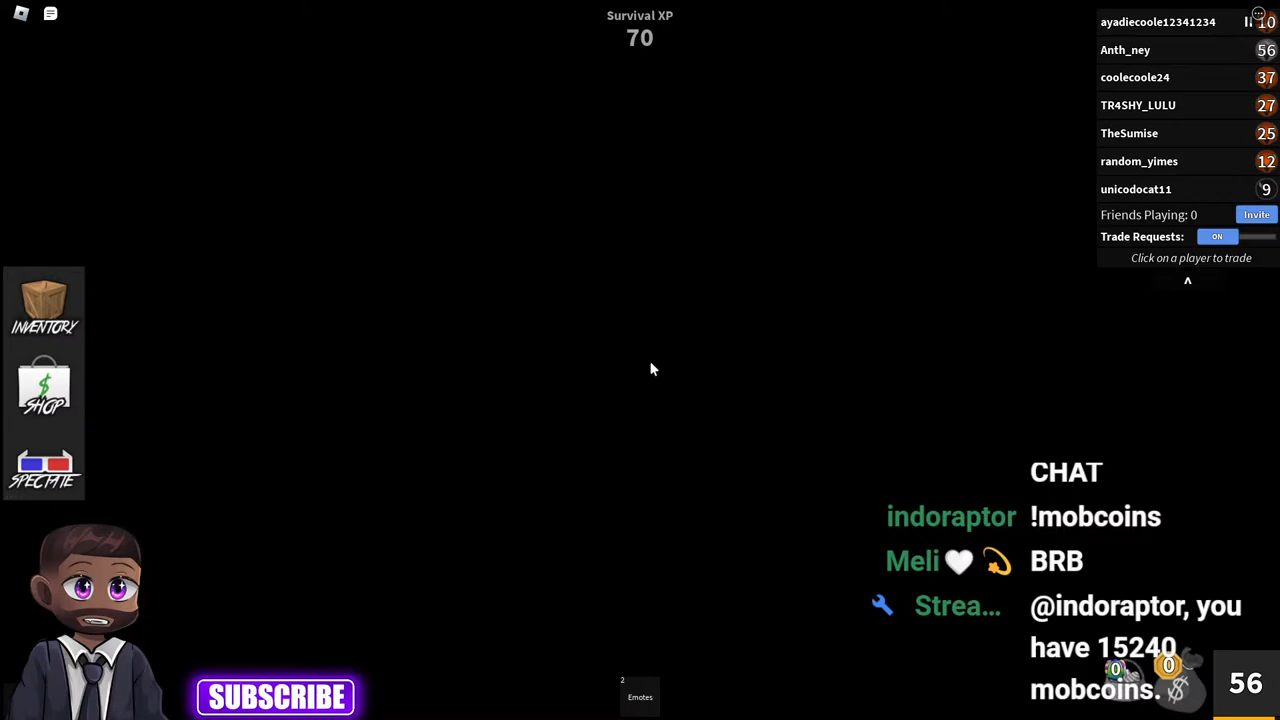 Survival XP
70
ayadiecoole12341234 10
Anth_ney 56
coolecoole24 37
TR4SHY_LULU 27
TheSumise 25
random_yimes 12
unicodocat11 9
Friends Playing: 0 Invite
Trade Requests: ON
Click on a player to trade
INVENTORY
$
SHOP
SPECTATE
CHAT
indoraptor !mobcoins
Meli🤍💫 BRB
Strea… @indoraptor, you
have 15240
mobcoins.
0
0
$
56
2
Emotes
SUBSCRIBE